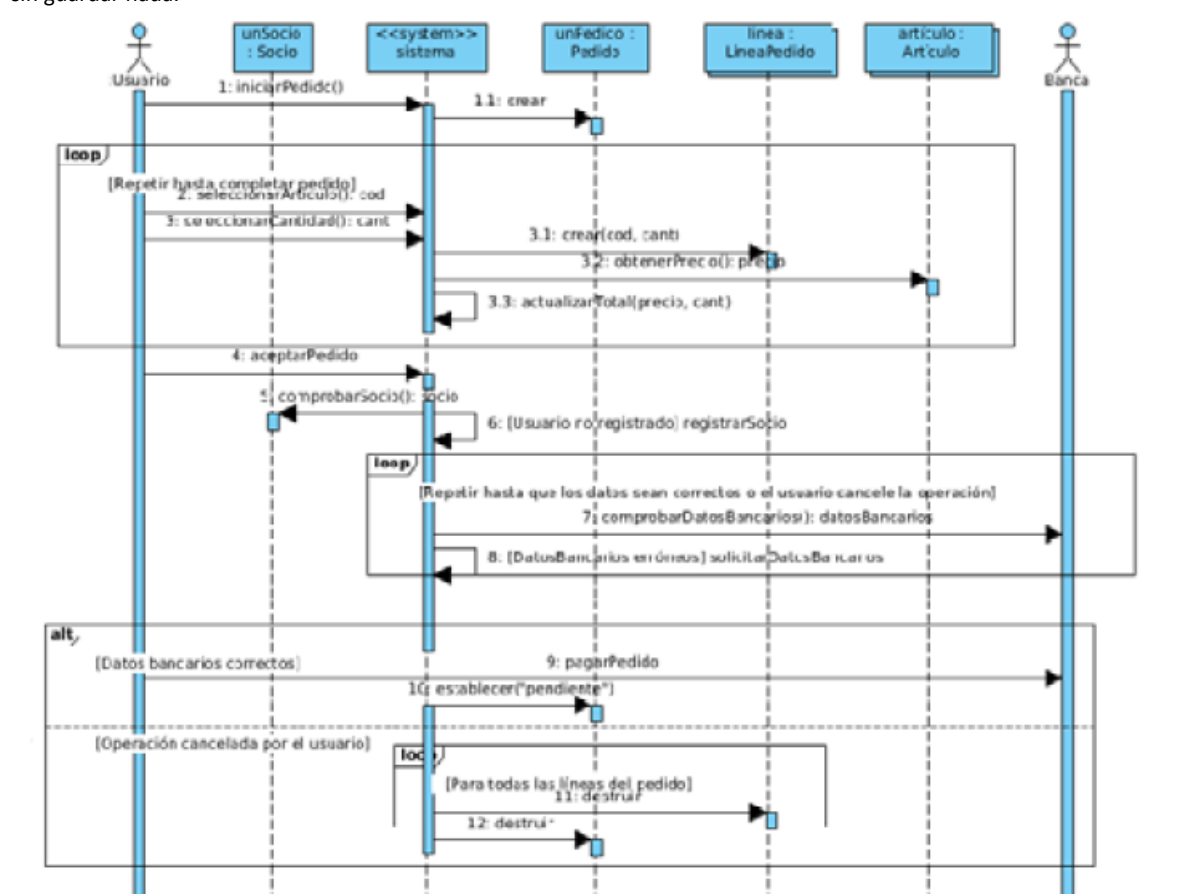 sin guardar nada.
unSocio
: Socio
<<system>>
sistema
unPedico :
Pedido
linea :
LineaPedido
articulo :
Artículo
:Usuario
Banca
1: iniciarPedido()
1.1: crear
loop
[Repetir hasta completar pedido]
2: seleccionarArticulo(): cod
3: seleccionarCantidad(): cant
3.1: crear(cod, cant)
3.2: obtenerPrecio(): precio
3.3: actualizarTotal(precio, cant)
4: aceptarPedido
5: comprobarSocio(): socio
6: [Usuario no registrado] registrarSocio
loop
[Repetir hasta que los datos sean correctos o el usuario cancele la operación]
7: comprobarDatosBancarios(): datosBancarios
8: [DatosBancarios erróneos] solicitarDatosBancarios
alt
[Datos bancarios correctos]
9: pagarPedido
10: establecer("pendiente")
[Operación cancelada por el usuario]
loop
[Para todas las líneas del pedido]
11: destruir
12: destruir